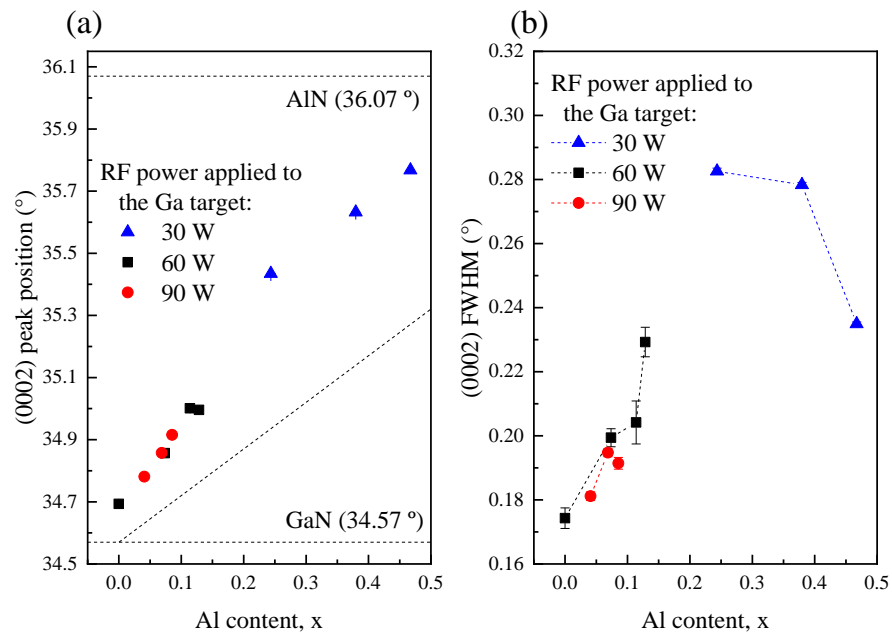 (a)
36.1
35.9
35.7
35.5
35.3
35.1
34.9
34.7
34.5
(0002) peak position (°)
AlN (36.07 º)
RF power applied to
the Ga target:
30 W
60 W
90 W
GaN (34.57 º)
0.0 0.1 0.2 0.3 0.4 0.5
Al content, x
(b)
0.32
0.30
0.28
0.26
0.24
0.22
0.20
0.18
0.16
(0002) FWHM (°)
RF power applied to
the Ga target:
30 W
60 W
90 W
0.0 0.1 0.2 0.3 0.4 0.5
Al content, x